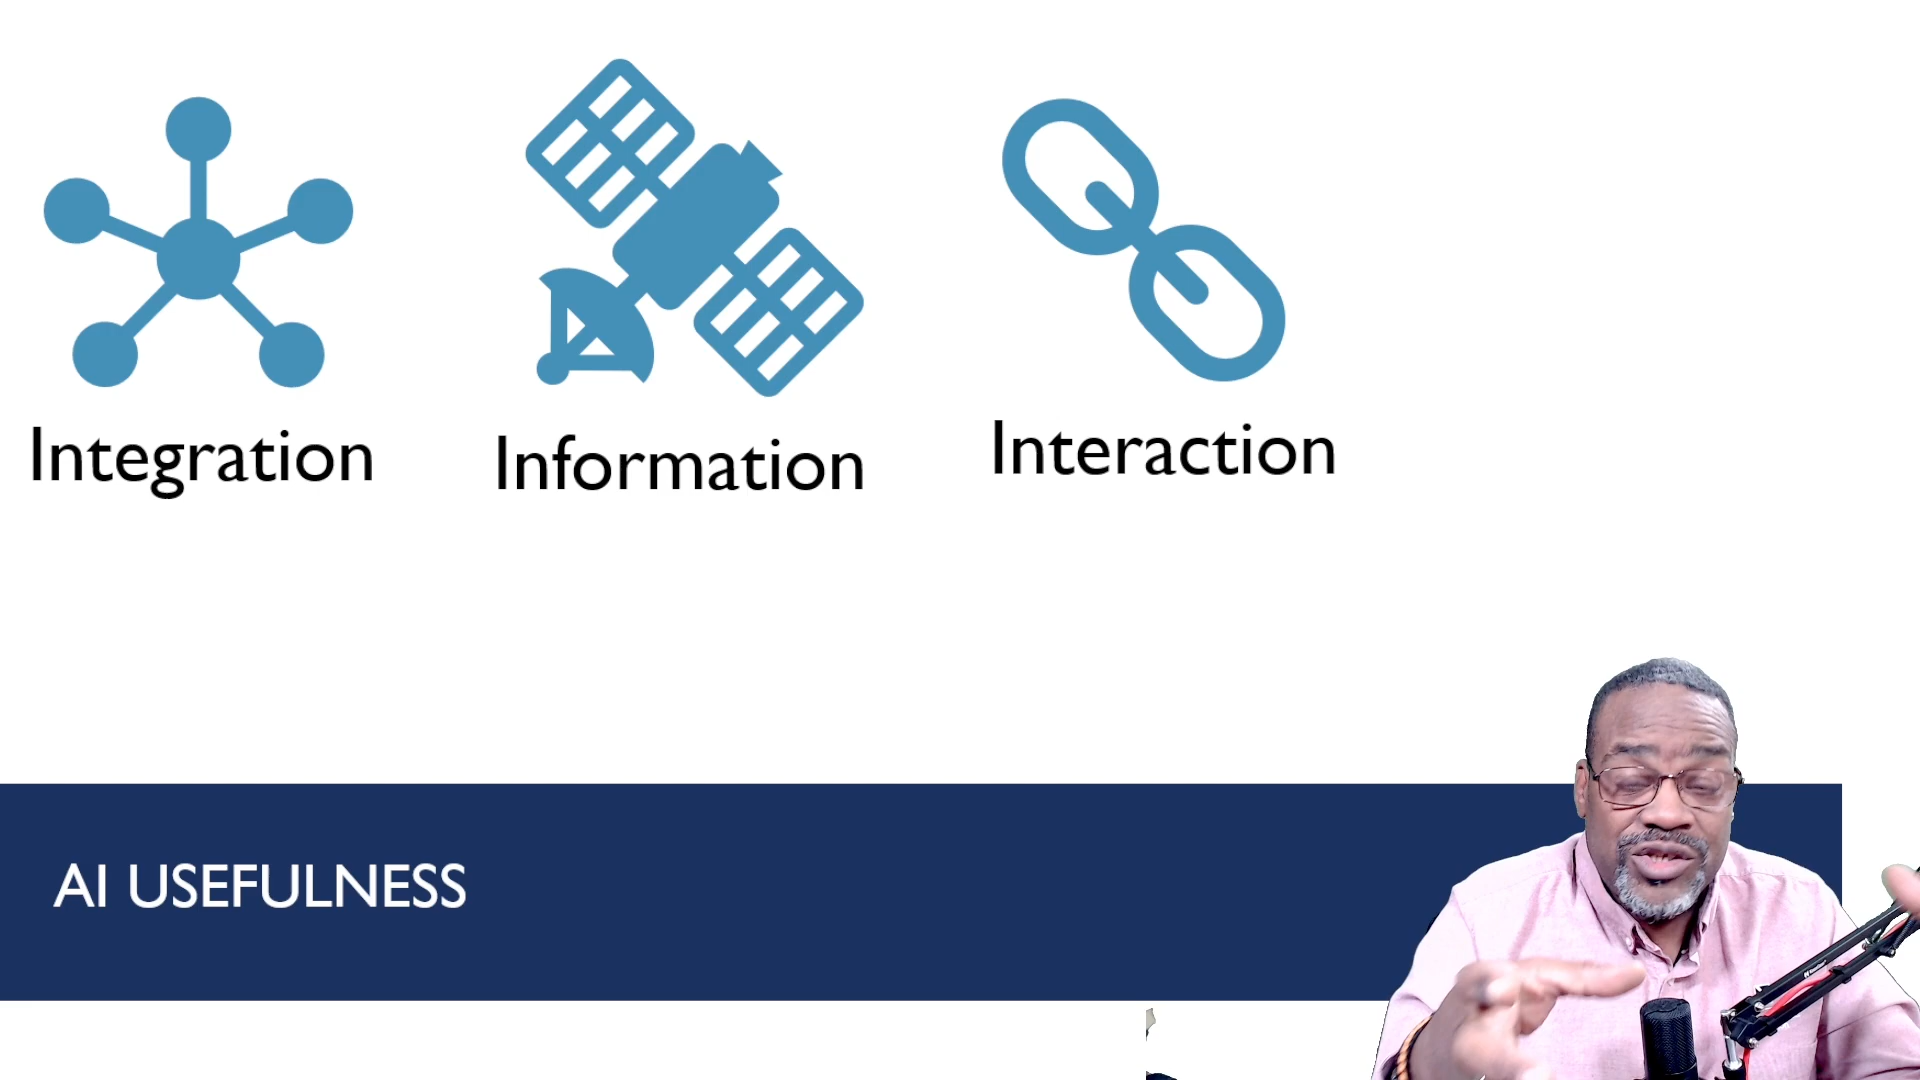 Integration
Information
Interaction
AI USEFULNESS